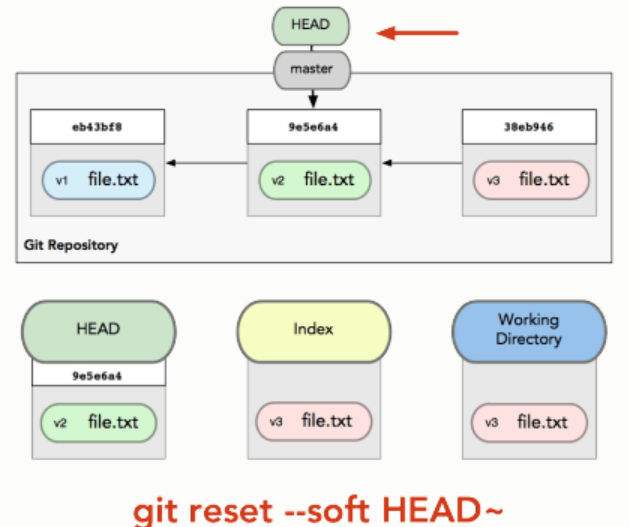 HEAD
master
eb43bf8 9e5e6a4 38eb946
v1 file.txt v2 file.txt v3 file.txt
Git Repository
HEAD Index Working
Directory
9e5e6a4
v2 file.txt v3 file.txt v3 file.txt
git reset --soft HEAD~